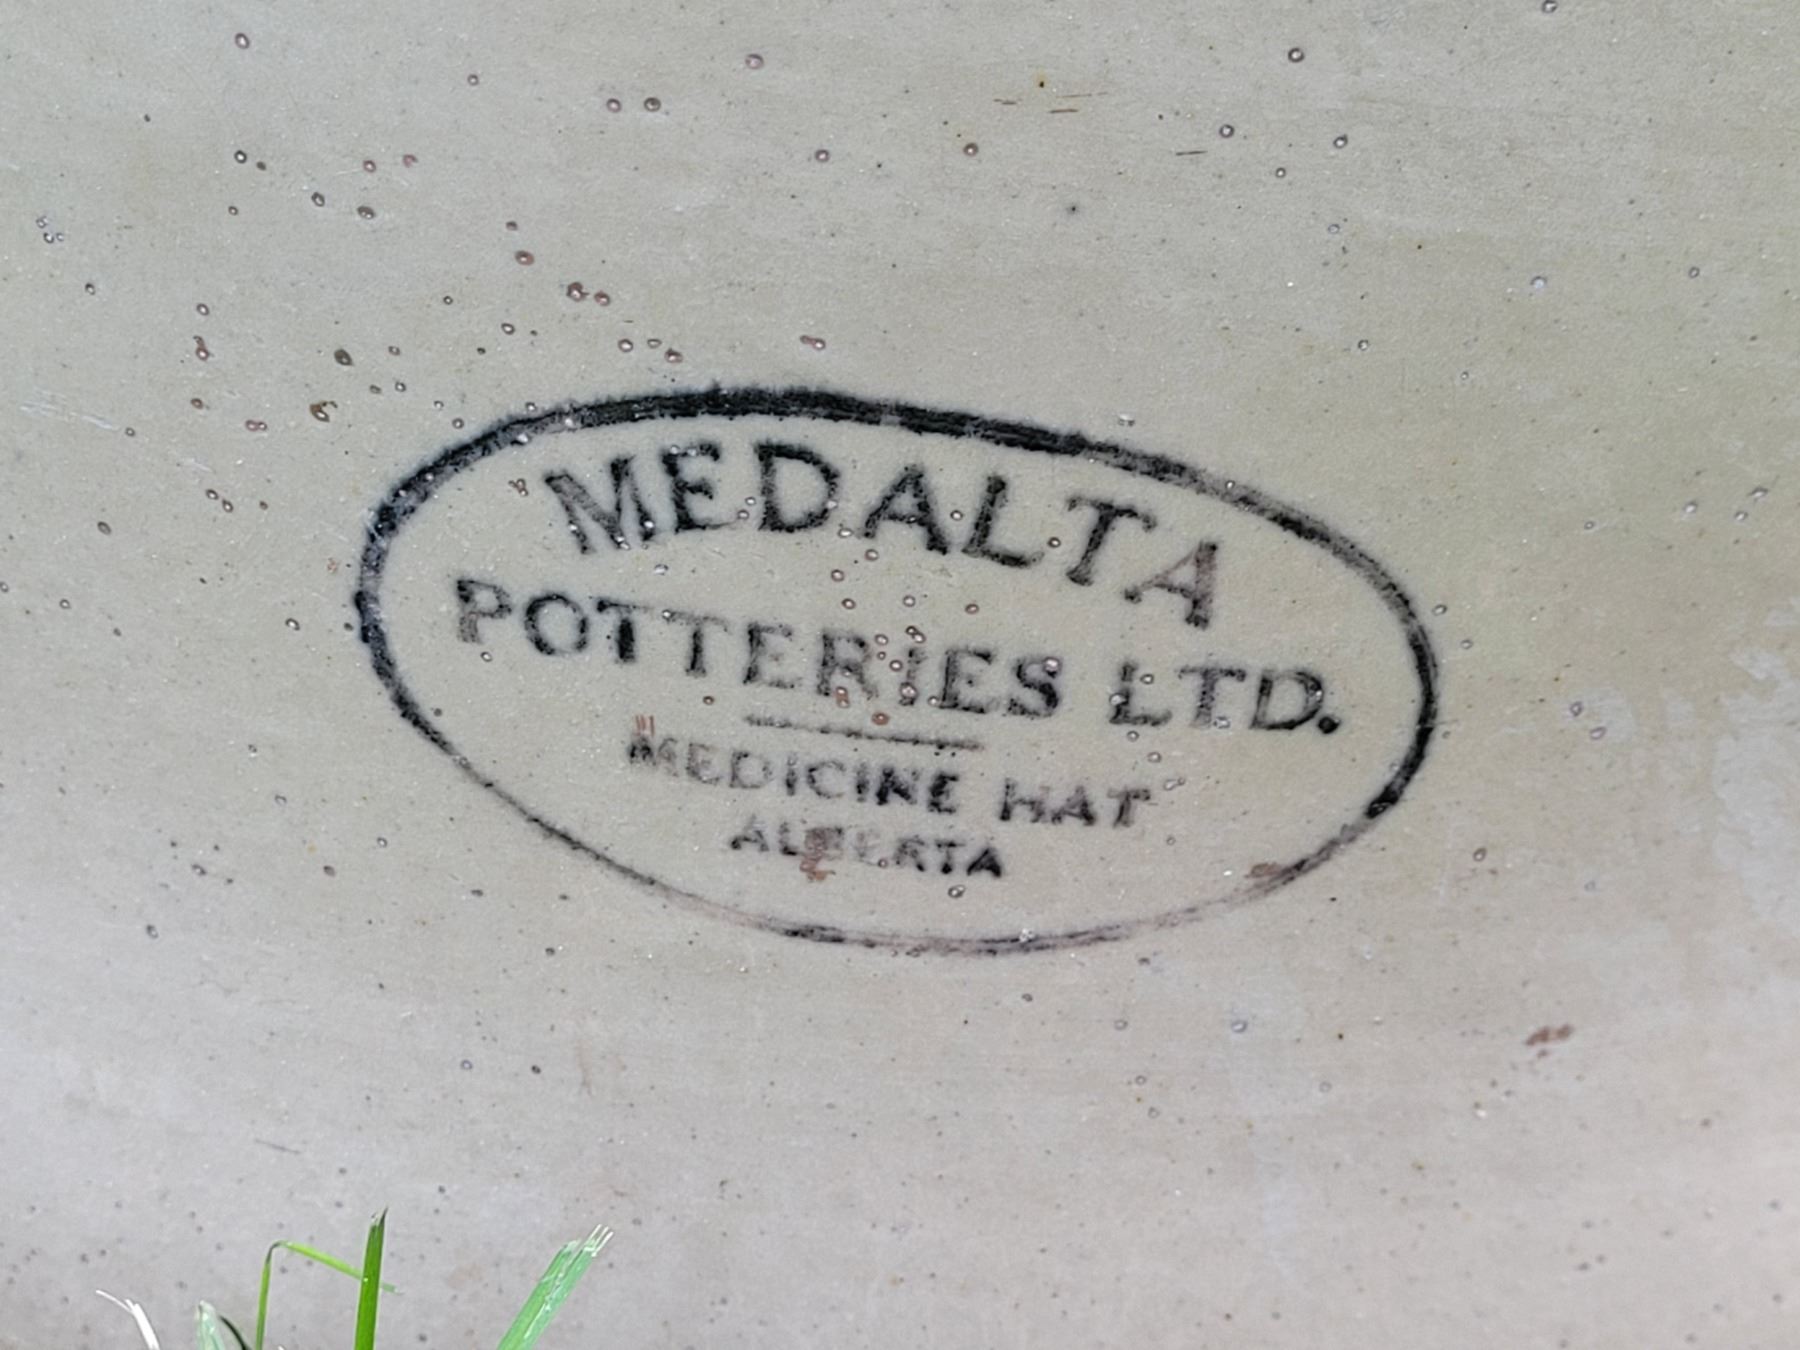 MEDALTA
POTTERIES LTD.
MEDICINE HAT
ALBERTA